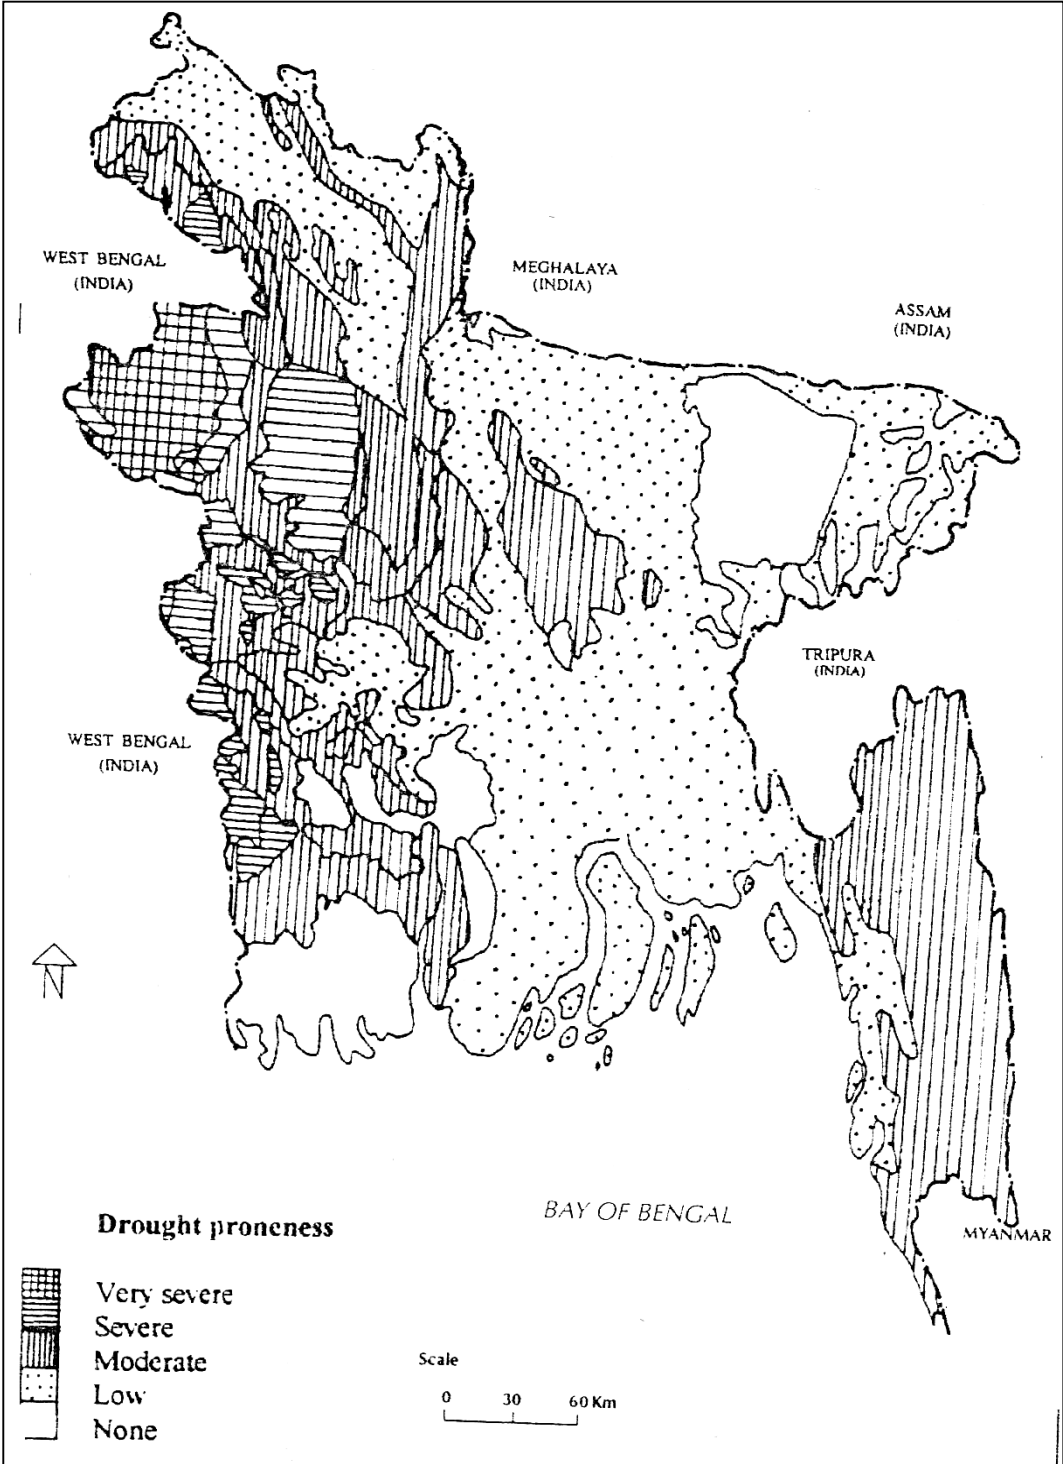 WEST BENGAL
(INDIA)
MEGHALAYA
(INDIA)
ASSAM
(INDIA)
TRIPURA
(INDIA)
WEST BENGAL
(INDIA)
N
BAY OF BENGAL
MYANMAR
Drought proneness
Very severe
Severe
Moderate
Low
None
Scale
0 30 60 Km